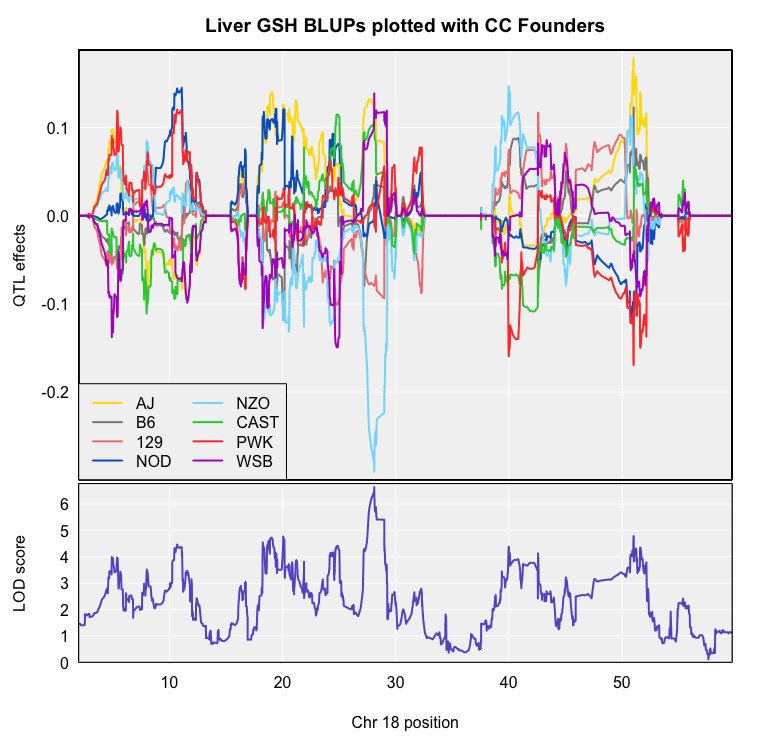 Liver GSH BLUPs plotted with CC Founders
QTL effects
0.1
0.0
-0.1
-0.2
AJ
B6
129
NOD
NZO
CAST
PWK
WSB
LOD score
6
5
4
3
2
1
0
10 20 30 40 50
Chr 18 position